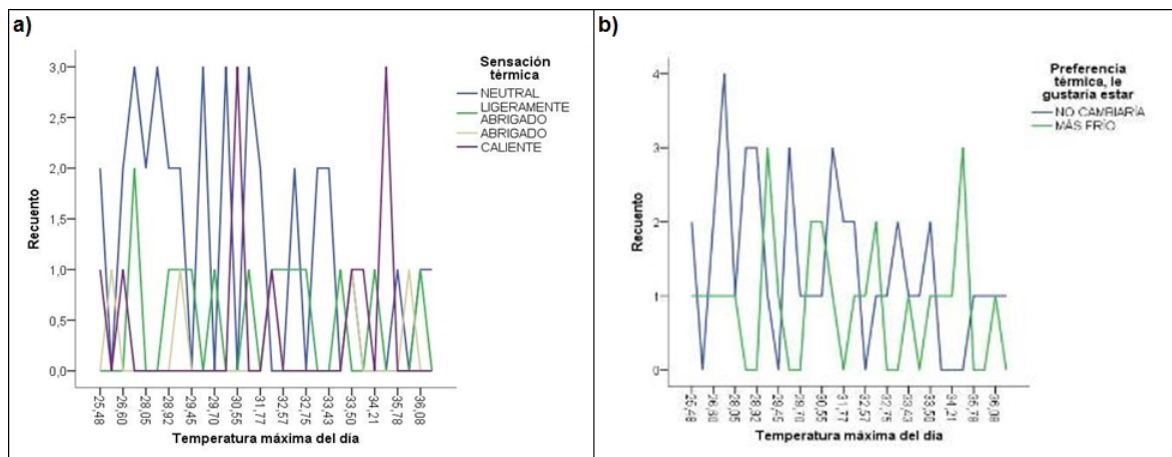 a)
Sensación
térmica
NEUTRAL
LIGERAMENTE
ABRIGADO
ABRIGADO
CALIENTE
Recuento
3,0
2,5
2,0
1,5
1,0
0,5
0,0
25,48
26,60
28,05
28,92
29,45
29,70
30,55
31,77
32,57
32,75
33,43
33,50
34,21
35,78
36,08
Temperatura máxima del día
b)
Preferencia
térmica, le
gustaría estar
NO CAMBIARÍA
MÁS FRÍO
Recuento
4
3
2
1
0
25,48
26,60
28,05
28,92
29,45
29,70
30,55
31,77
32,57
32,75
33,43
33,50
34,21
35,78
36,08
Temperatura máxima del día